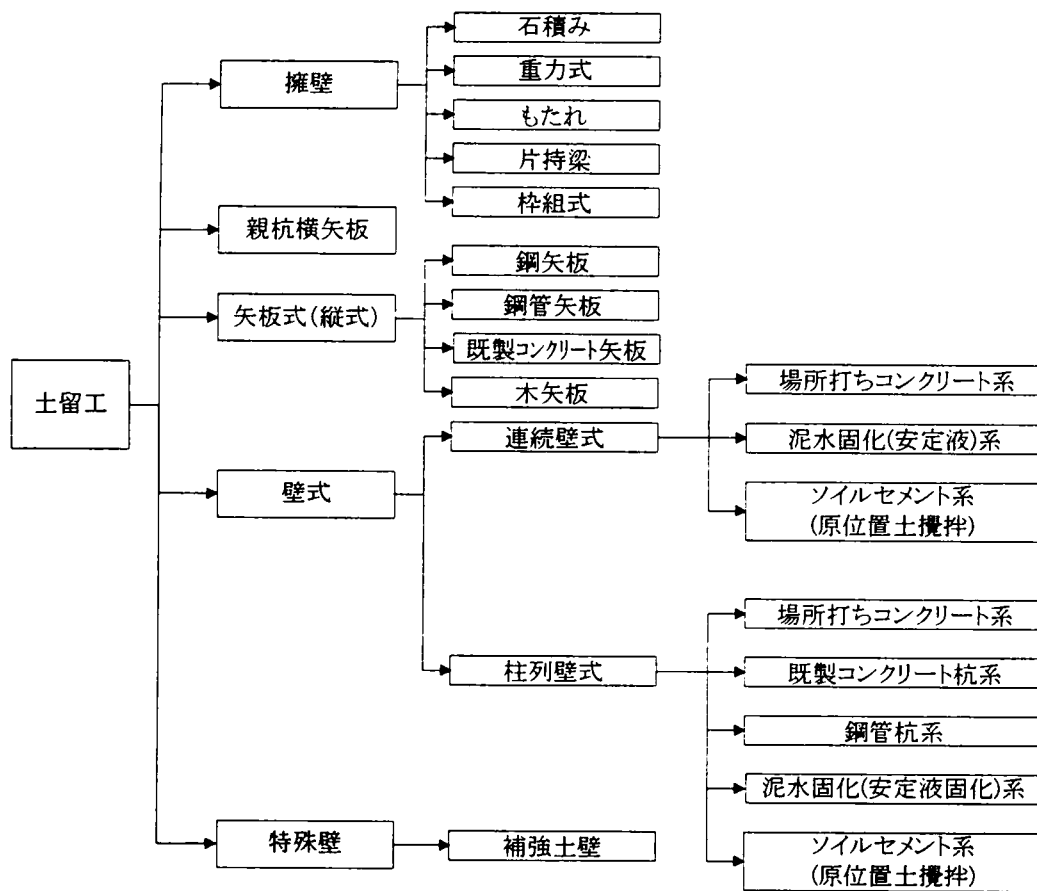 土留工
擁壁
石積み
重力式
もたれ
片持梁
枠組式
親杭横矢板
矢板式(縦式)
鋼矢板
鋼管矢板
既製コンクリート矢板
木矢板
壁式
連続壁式
場所打ちコンクリート系
泥水固化(安定液)系
ソイルセメント系
(原位置土攪拌)
柱列壁式
場所打ちコンクリート系
既製コンクリート杭系
鋼管杭系
泥水固化(安定液固化)系
ソイルセメント系
(原位置土攪拌)
特殊壁
補強土壁